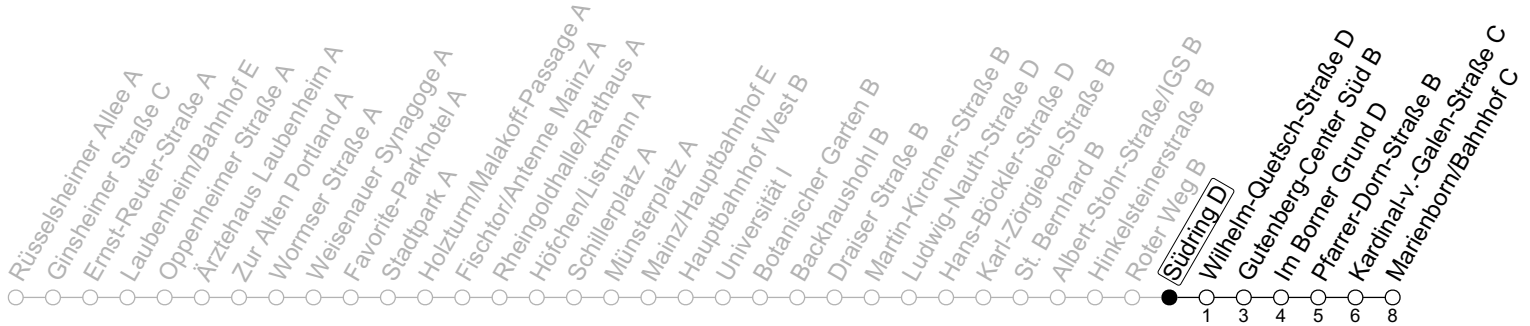 Rüsselsheimer Allee A
Ginsheimer Straße C
Ernst-Reuter-Straße A
Laubenheim/Bahnhof E
Oppenheimer Straße A
Ärztehaus Laubenheim A
Zur Alten Portland A
Wormser Straße A
Weisenauer Synagoge A
Favorite-Parkhotel A
Stadtpark A
Holzturm/Malakoff-Passage A
Fischtor/Antenne Mainz A
Rheingoldhalle/Rathaus A
Höfchen/Listmann A
Schillerplatz A
Münsterplatz A
Mainz/Hauptbahnhof E
Hauptbahnhof West B
Universität I
Botanischer Garten B
Backhaushohl B
Draiser Straße B
Martin-Kirchner-Straße B
Ludwig-Nauth-Straße D
Hans-Böckler-Straße D
Karl-Zörgiebel-Straße B
St. Bernhard B
Albert-Stohr-Straße/IGS B
Hinkelsteinerstraße B
Roter Weg B
Südring D
Wilhelm-Quetsch-Straße D
Gutenberg-Center Süd B
Im Borner Grund D
Pfarrer-Dorn-Straße B
Kardinal-v.-Galen-Straße C
Marienborn/Bahnhof C
1 3 4 5 6 8